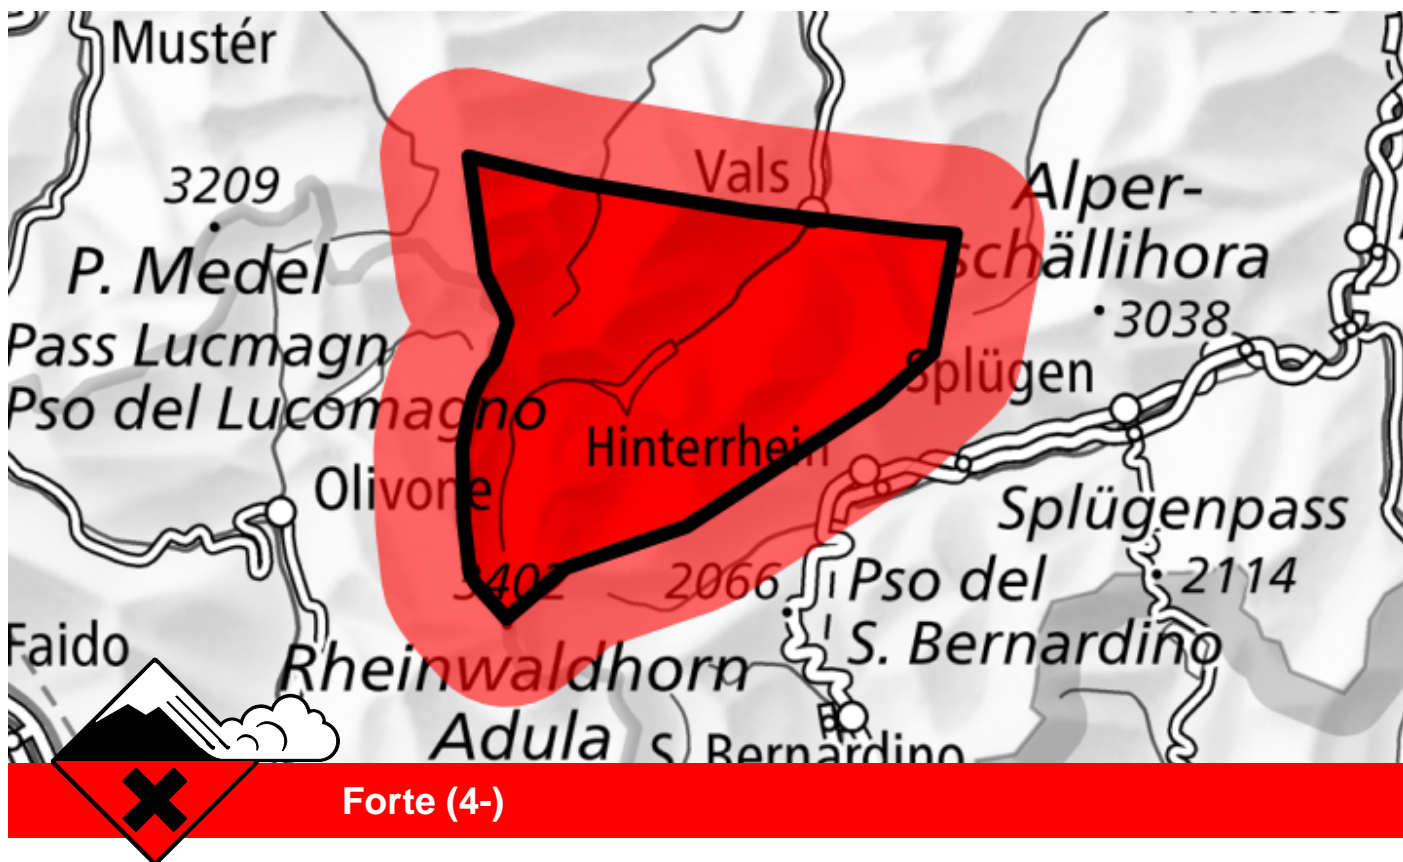 Mustér
Vals
3209
Alper-
P. Medel
schällihora
3038
Pass Lucmagn
Splügen
Pso del Lucomagno
Hinterrhein
Olivone
Splügenpass
3402
2066
Pso del
2114
Faido
S. Bernardino
Rheinwaldhorn
Adula
S. Bernardino
Forte (4-)